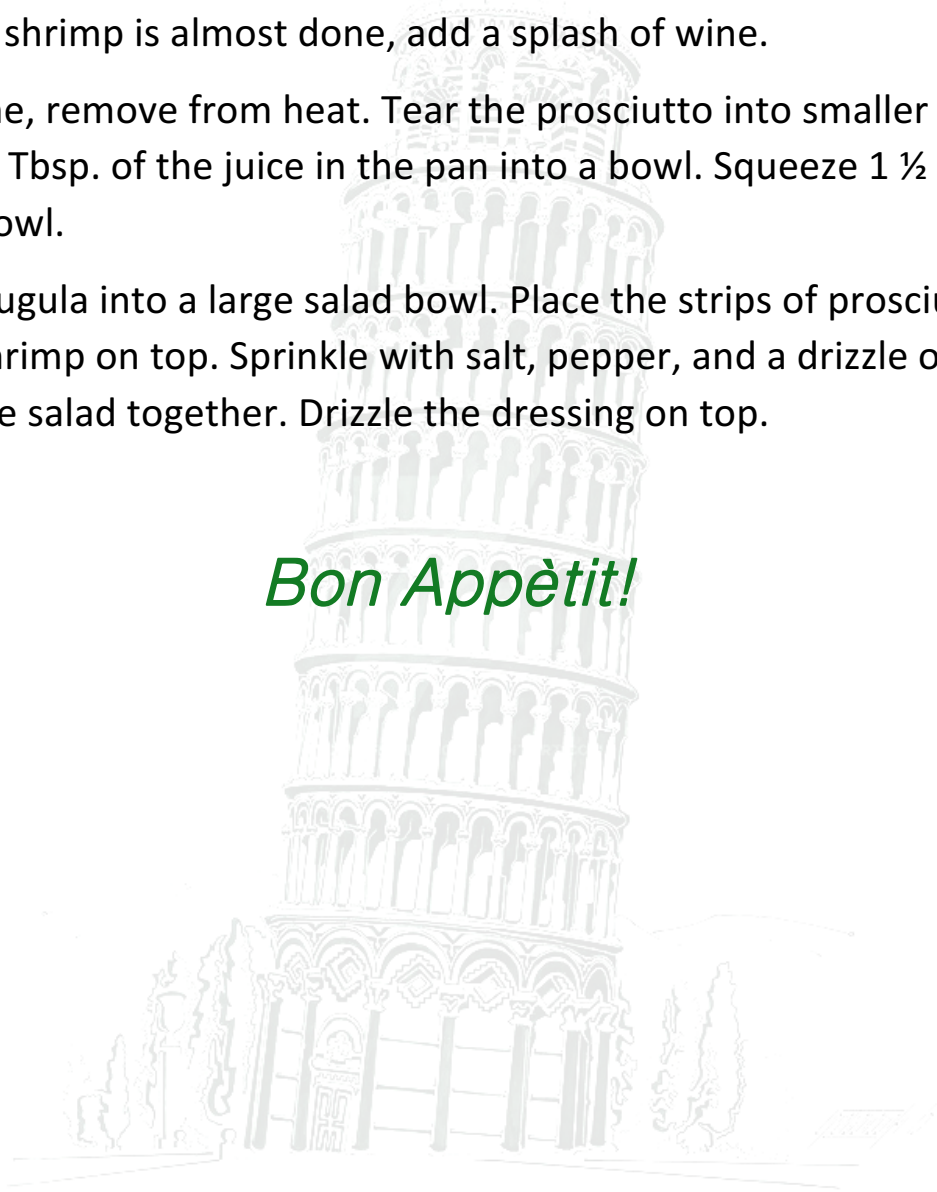 shrimp is almost done, add a splash of wine.
ne, remove from heat. Tear the prosciutto into smaller
Tbsp. of the juice in the pan into a bowl. Squeeze 1 ½
owl.
ugula into a large salad bowl. Place the strips of prosciu
rimp on top. Sprinkle with salt, pepper, and a drizzle o
e salad together. Drizzle the dressing on top.
Bon Appètit!